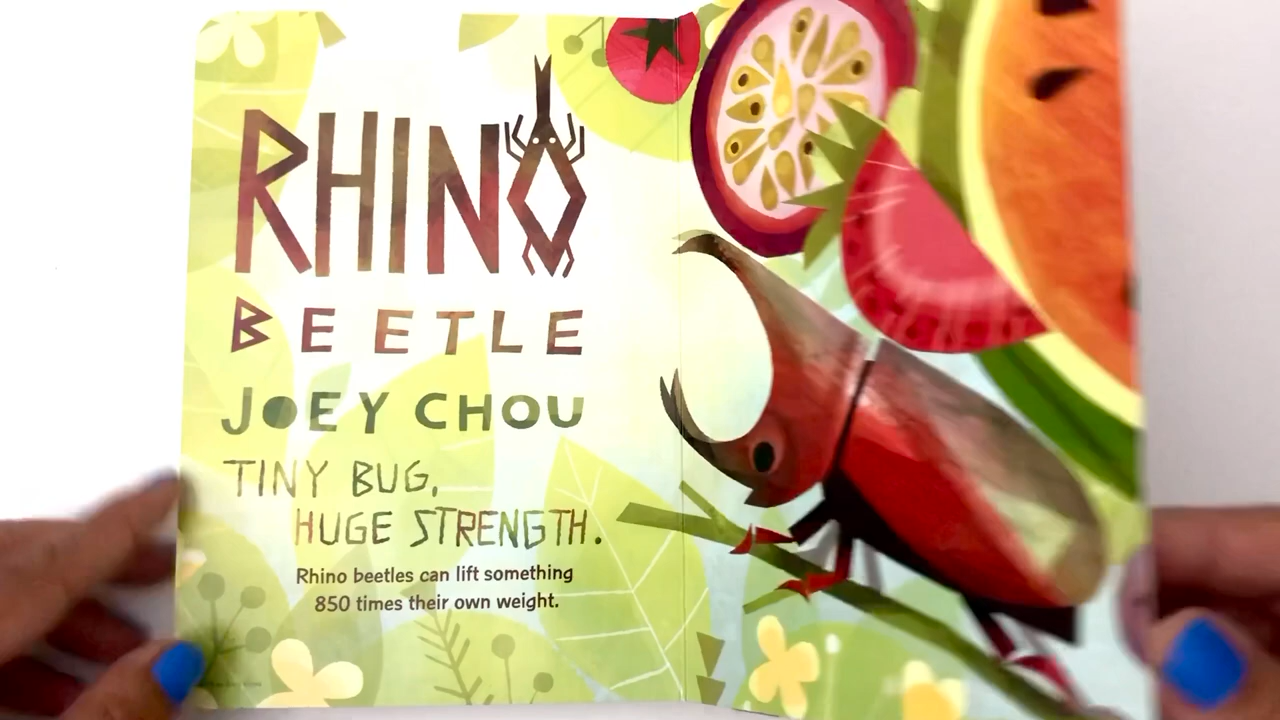 RHINO
BEETLE
JOEY CHOU
TINY BUG,
HUGE STRENGTH.
Rhino beetles can lift something
850 times their own weight.